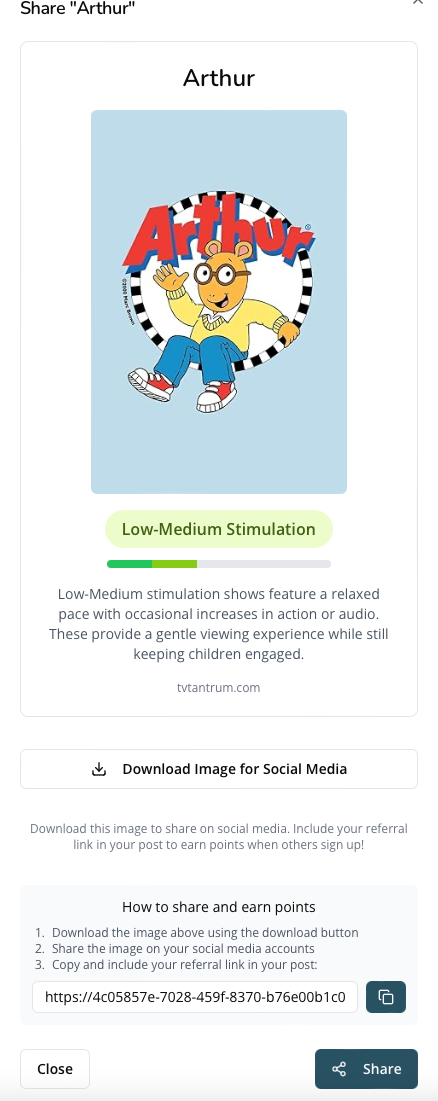 Share "Arthur"
Arthur
Arthur®
©2000 Marc Brown
Low-Medium Stimulation
Low-Medium stimulation shows feature a relaxed
pace with occasional increases in action or audio.
These provide a gentle viewing experience while still
keeping children engaged.
tvtantrum.com
Download Image for Social Media
Download this image to share on social media. Include your referral
link in your post to earn points when others sign up!
How to share and earn points
1. Download the image above using the download button
2. Share the image on your social media accounts
3. Copy and include your referral link in your post:
https://4c05857e-7028-459f-8370-b76e00b1c0
Close
Share